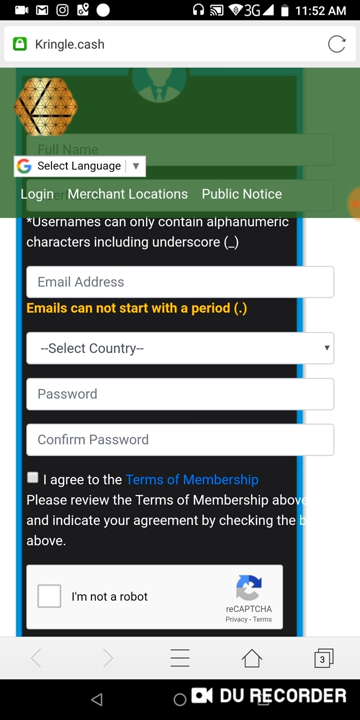 3G 11:52 AM
Kringle.cash
Full Name
Select Language ▼
Login Merchant Locations Public Notice
*Usernames can only contain alphanumeric
characters including underscore (_)
Email Address
Emails can not start with a period (.)
--Select Country--
Password
Confirm Password
I agree to the Terms of Membership
Please review the Terms of Membership above
and indicate your agreement by checking the b
above.
I'm not a robot
reCAPTCHA
Privacy - Terms
3
DU RECORDER